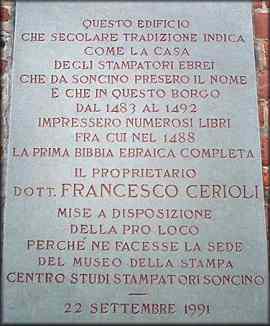 QUESTO EDIFICIO
CHE SECOLARE TRADIZIONE INDICA
COME LA CASA
DEGLI STAMPATORI EBREI
CHE DA SONCINO PRESERO IL NOME
E CHE IN QUESTO BORGO
DAL 1483 AL 1492
IMPRESSERO NUMEROSI LIBRI
FRA CUI NEL 1488
LA PRIMA BIBBIA EBRAICA COMPLETA
IL PROPRIETARIO
DOTT. FRANCESCO CERIOLI
MISE A DISPOSIZIONE
DELLA PRO LOCO
PERCHÉ NE FACESSE LA SEDE
DEL MUSEO DELLA STAMPA
CENTRO STUDI STAMPATORI SONCINO
—
22 SETTEMBRE 1991